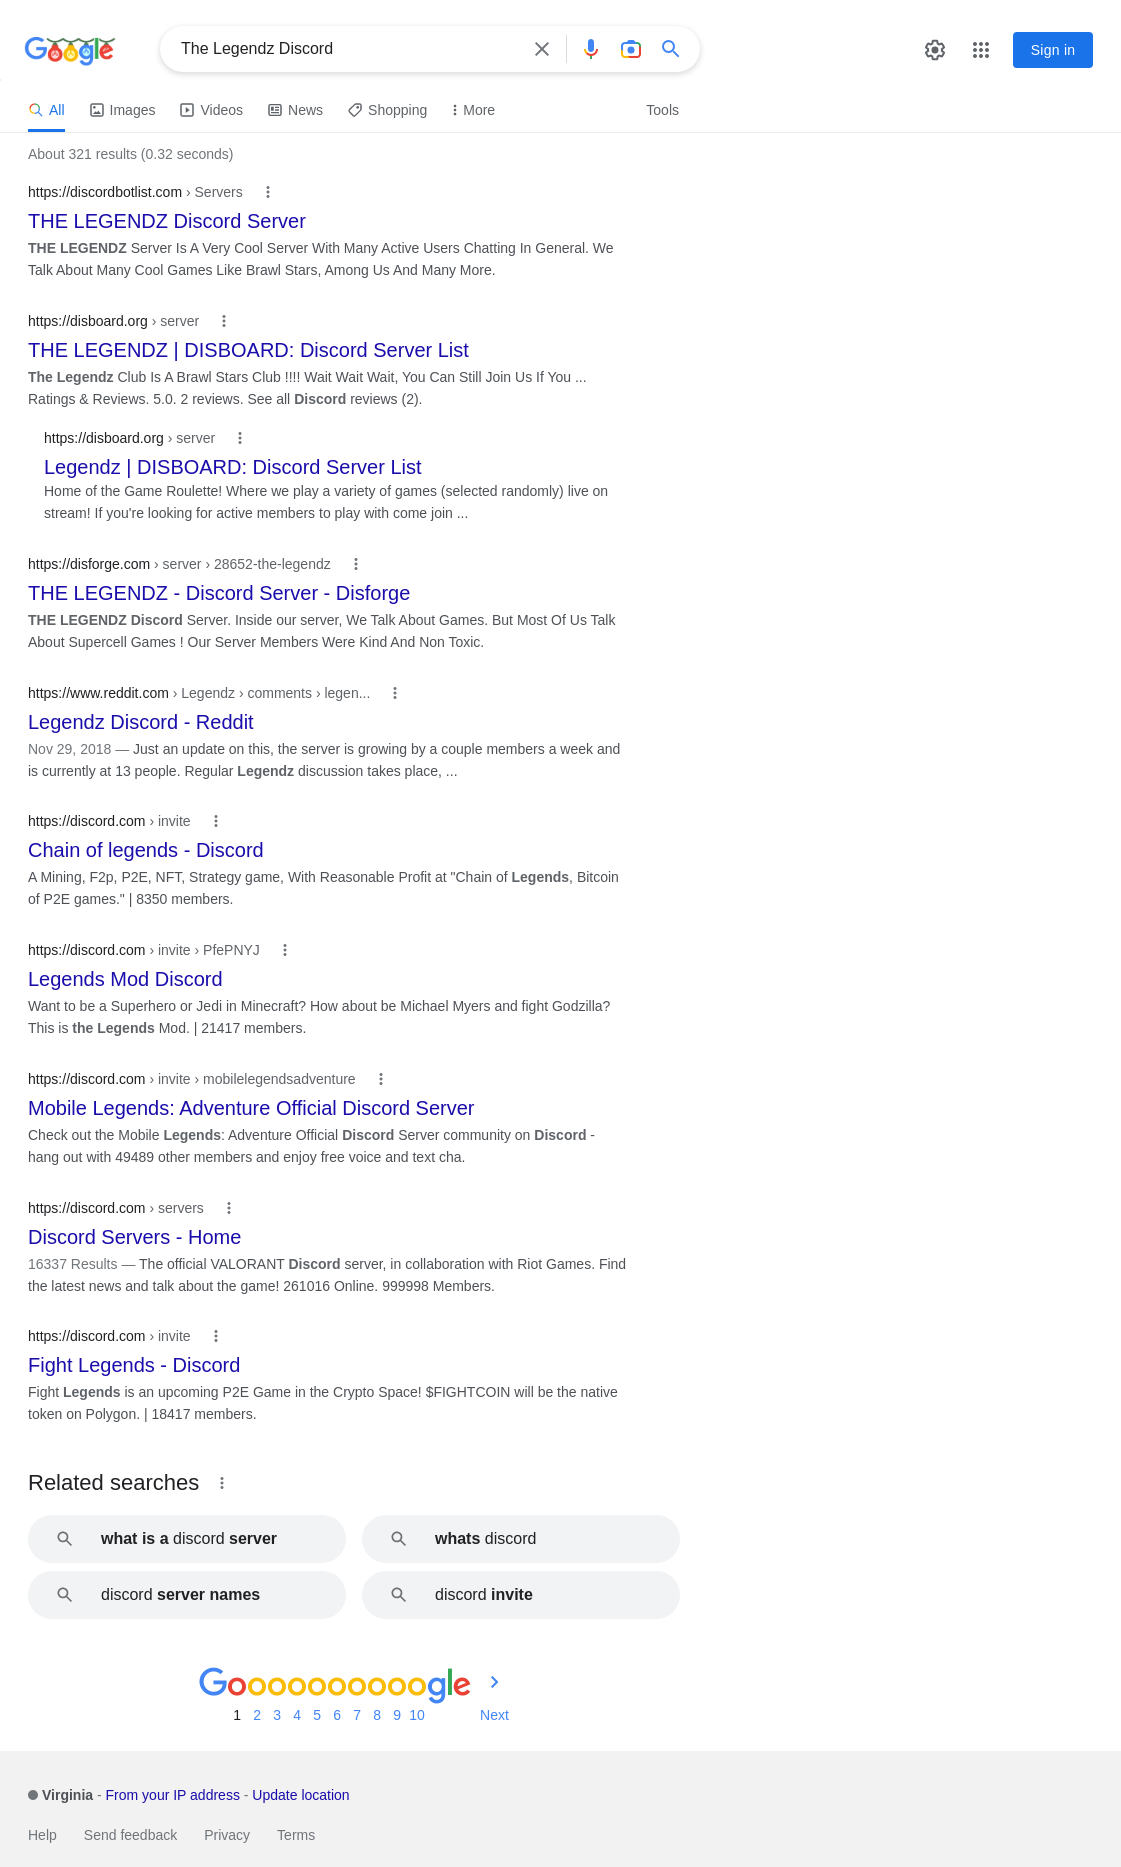 Google
The Legendz Discord
Sign in
All Images Videos News Shopping More Tools
About 321 results (0.32 seconds)
https://discordbotlist.com › Servers
THE LEGENDZ Discord Server
THE LEGENDZ Server Is A Very Cool Server With Many Active Users Chatting In General. We
Talk About Many Cool Games Like Brawl Stars, Among Us And Many More.
https://disboard.org › server
THE LEGENDZ | DISBOARD: Discord Server List
The Legendz Club Is A Brawl Stars Club !!!! Wait Wait Wait, You Can Still Join Us If You ...
Ratings & Reviews. 5.0. 2 reviews. See all Discord reviews (2).
https://disboard.org › server
Legendz | DISBOARD: Discord Server List
Home of the Game Roulette! Where we play a variety of games (selected randomly) live on
stream! If you're looking for active members to play with come join ...
https://disforge.com › server › 28652-the-legendz
THE LEGENDZ - Discord Server - Disforge
THE LEGENDZ Discord Server. Inside our server, We Talk About Games. But Most Of Us Talk
About Supercell Games ! Our Server Members Were Kind And Non Toxic.
https://www.reddit.com › Legendz › comments › legen...
Legendz Discord - Reddit
Nov 29, 2018 — Just an update on this, the server is growing by a couple members a week and
is currently at 13 people. Regular Legendz discussion takes place, ...
https://discord.com › invite
Chain of legends - Discord
A Mining, F2p, P2E, NFT, Strategy game, With Reasonable Profit at "Chain of Legends, Bitcoin
of P2E games." | 8350 members.
https://discord.com › invite › PfePNYJ
Legends Mod Discord
Want to be a Superhero or Jedi in Minecraft? How about be Michael Myers and fight Godzilla?
This is the Legends Mod. | 21417 members.
https://discord.com › invite › mobilelegendsadventure
Mobile Legends: Adventure Official Discord Server
Check out the Mobile Legends: Adventure Official Discord Server community on Discord -
hang out with 49489 other members and enjoy free voice and text cha.
https://discord.com › servers
Discord Servers - Home
16337 Results — The official VALORANT Discord server, in collaboration with Riot Games. Find
the latest news and talk about the game! 261016 Online. 999998 Members.
https://discord.com › invite
Fight Legends - Discord
Fight Legends is an upcoming P2E Game in the Crypto Space! $FIGHTCOIN will be the native
token on Polygon. | 18417 members.
Related searches
what is a discord server
whats discord
discord server names
discord invite
Goooooooooogle
1 2 3 4 5 6 7 8 9 10 Next
Virginia - From your IP address - Update location
Help Send feedback Privacy Terms